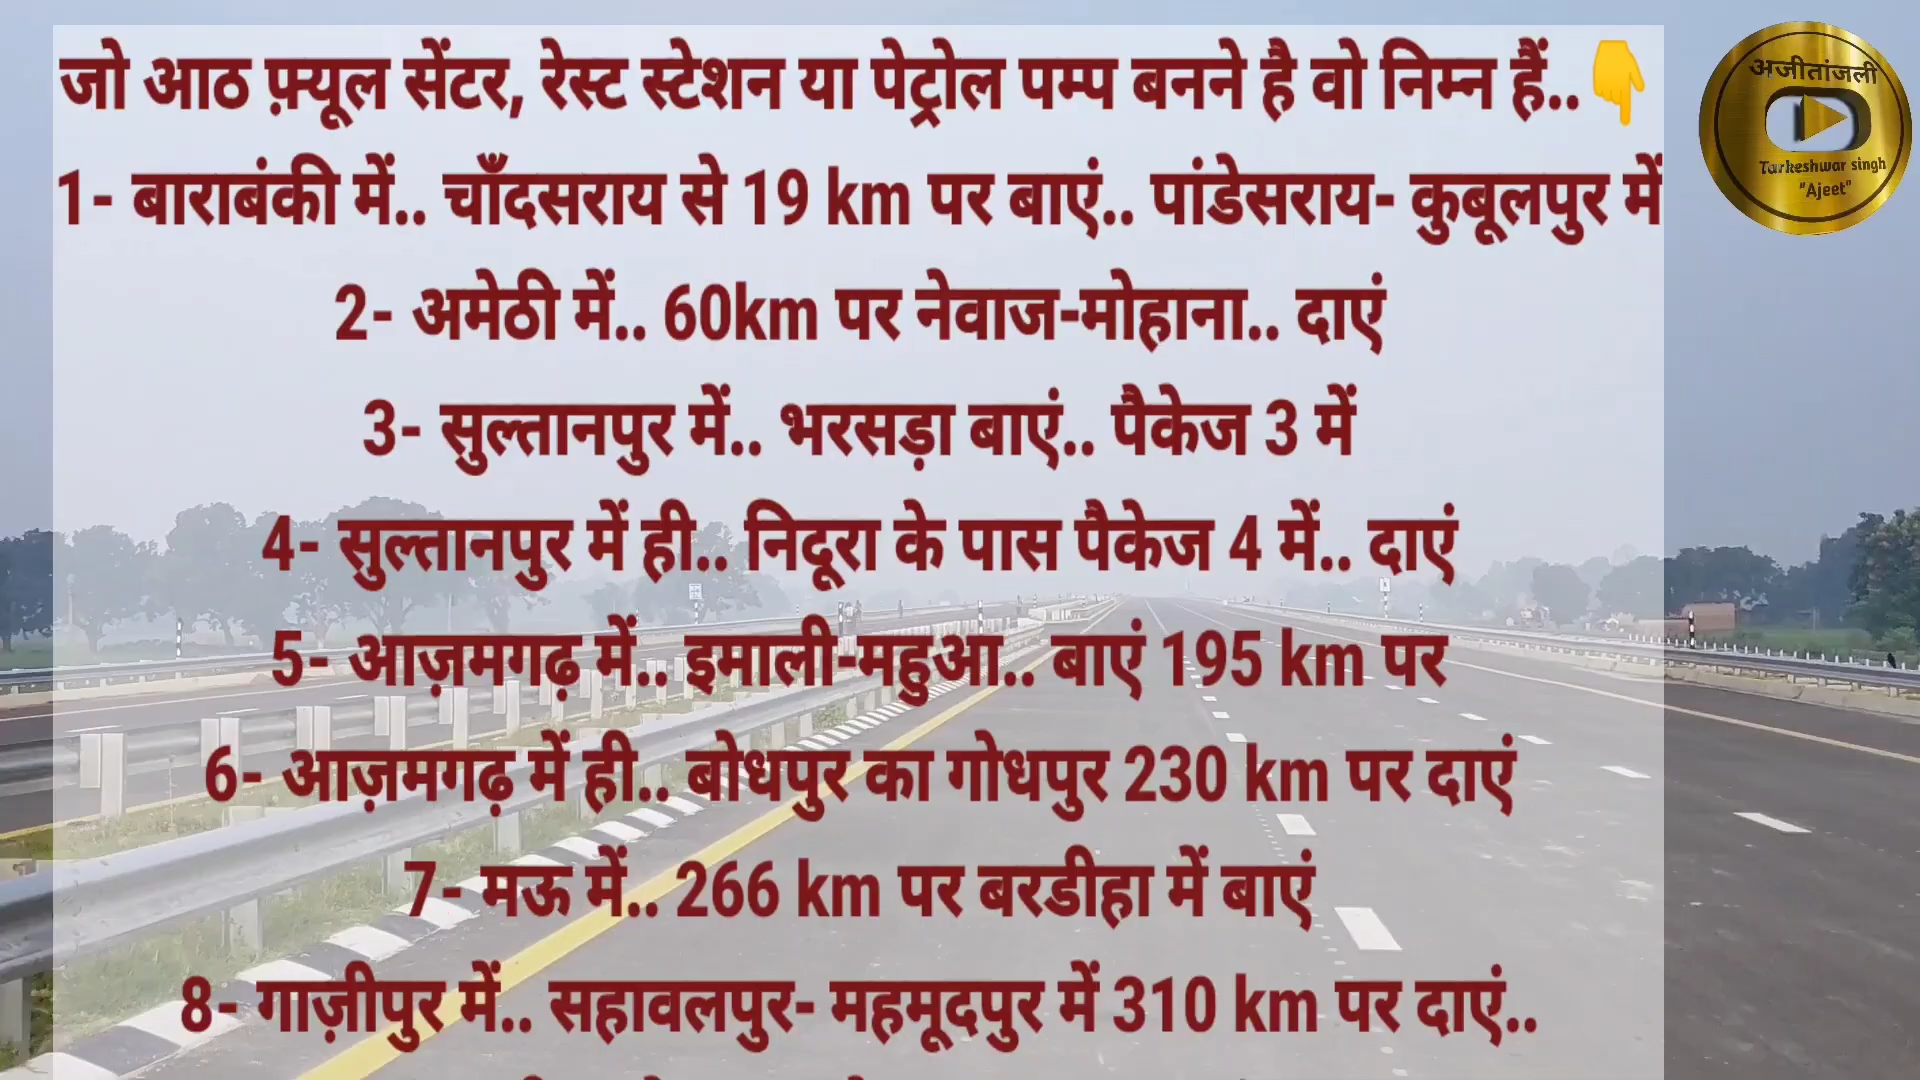 जो आठ फ़्यूल सेंटर, रेस्ट स्टेशन या पेट्रोल पम्प बनने है वो निम्न हैं..👇
1- बाराबंकी में.. चाँदसराय से 19 km पर बाएं.. पांडेसराय- कुबूलपुर में
2- अमेठी में.. 60km पर नेवाज-मोहाना.. दाएं
3- सुल्तानपुर में.. भरसड़ा बाएं.. पैकेज 3 में
4- सुल्तानपुर में ही.. निदूरा के पास पैकेज 4 में.. दाएं
5- आज़मगढ़ में.. इमाली-महुआ.. बाएं 195 km पर
6- आज़मगढ़ में ही.. बोधपुर का गोधपुर 230 km पर दाएं
7- मऊ में.. 266 km पर बरडीहा में बाएं
8- गाज़ीपुर में.. सहावलपुर- महमूदपुर में 310 km पर दाएं..
अजीतांजली
Tarkeshwar singh
"Ajeet"